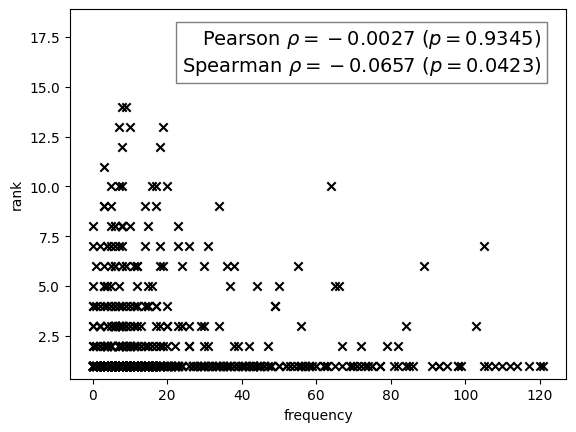 Pearson ρ = −0.0027 (p = 0.9345)
Spearman ρ = −0.0657 (p = 0.0423)
17.5
15.0
12.5
10.0
7.5
5.0
2.5
rank
0 20 40 60 80 100 120
frequency